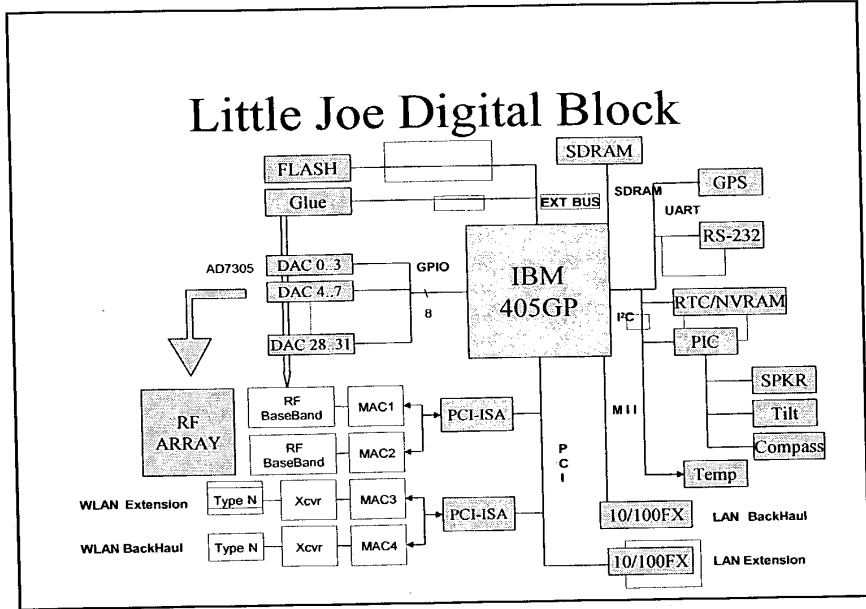 Little Joe Digital Block
FLASH
SDRAM
Glue
EXT BUS
SDRAM
GPS
UART
RS-232
AD7305
DAC 0..3
DAC 4..7
DAC 28..31
GPIO
8
IBM
405GP
I²C
RTC/NVRAM
PIC
SPKR
Tilt
Compass
Temp
RF
ARRAY
RF
BaseBand
MAC1
PCI-ISA
RF
BaseBand
MAC2
PCI
MII
WLAN Extension
Type N
Xcvr
MAC3
PCI-ISA
WLAN BackHaul
Type N
Xcvr
MAC4
10/100FX
LAN BackHaul
10/100FX
LAN Extension